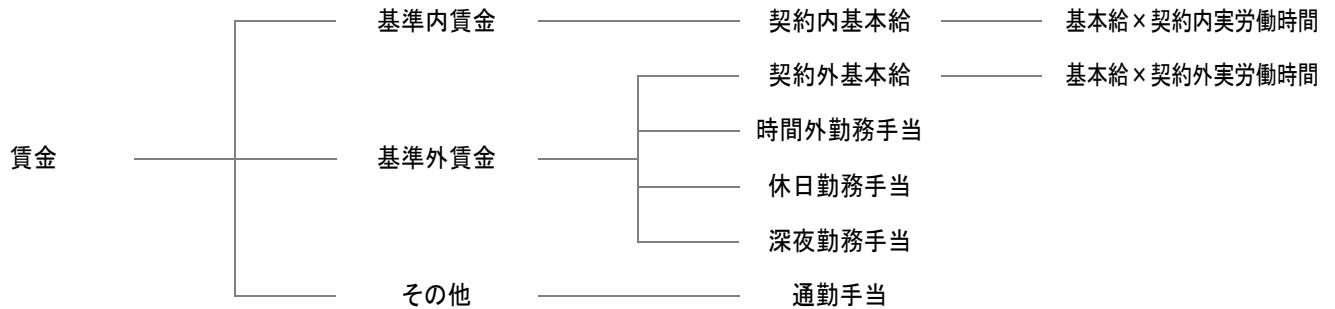 基準内賃金 契約内基本給 基本給×契約内実労働時間
契約外基本給 基本給×契約外実労働時間
時間外勤務手当
賃金 基準外賃金
休日勤務手当
深夜勤務手当
その他 通勤手当